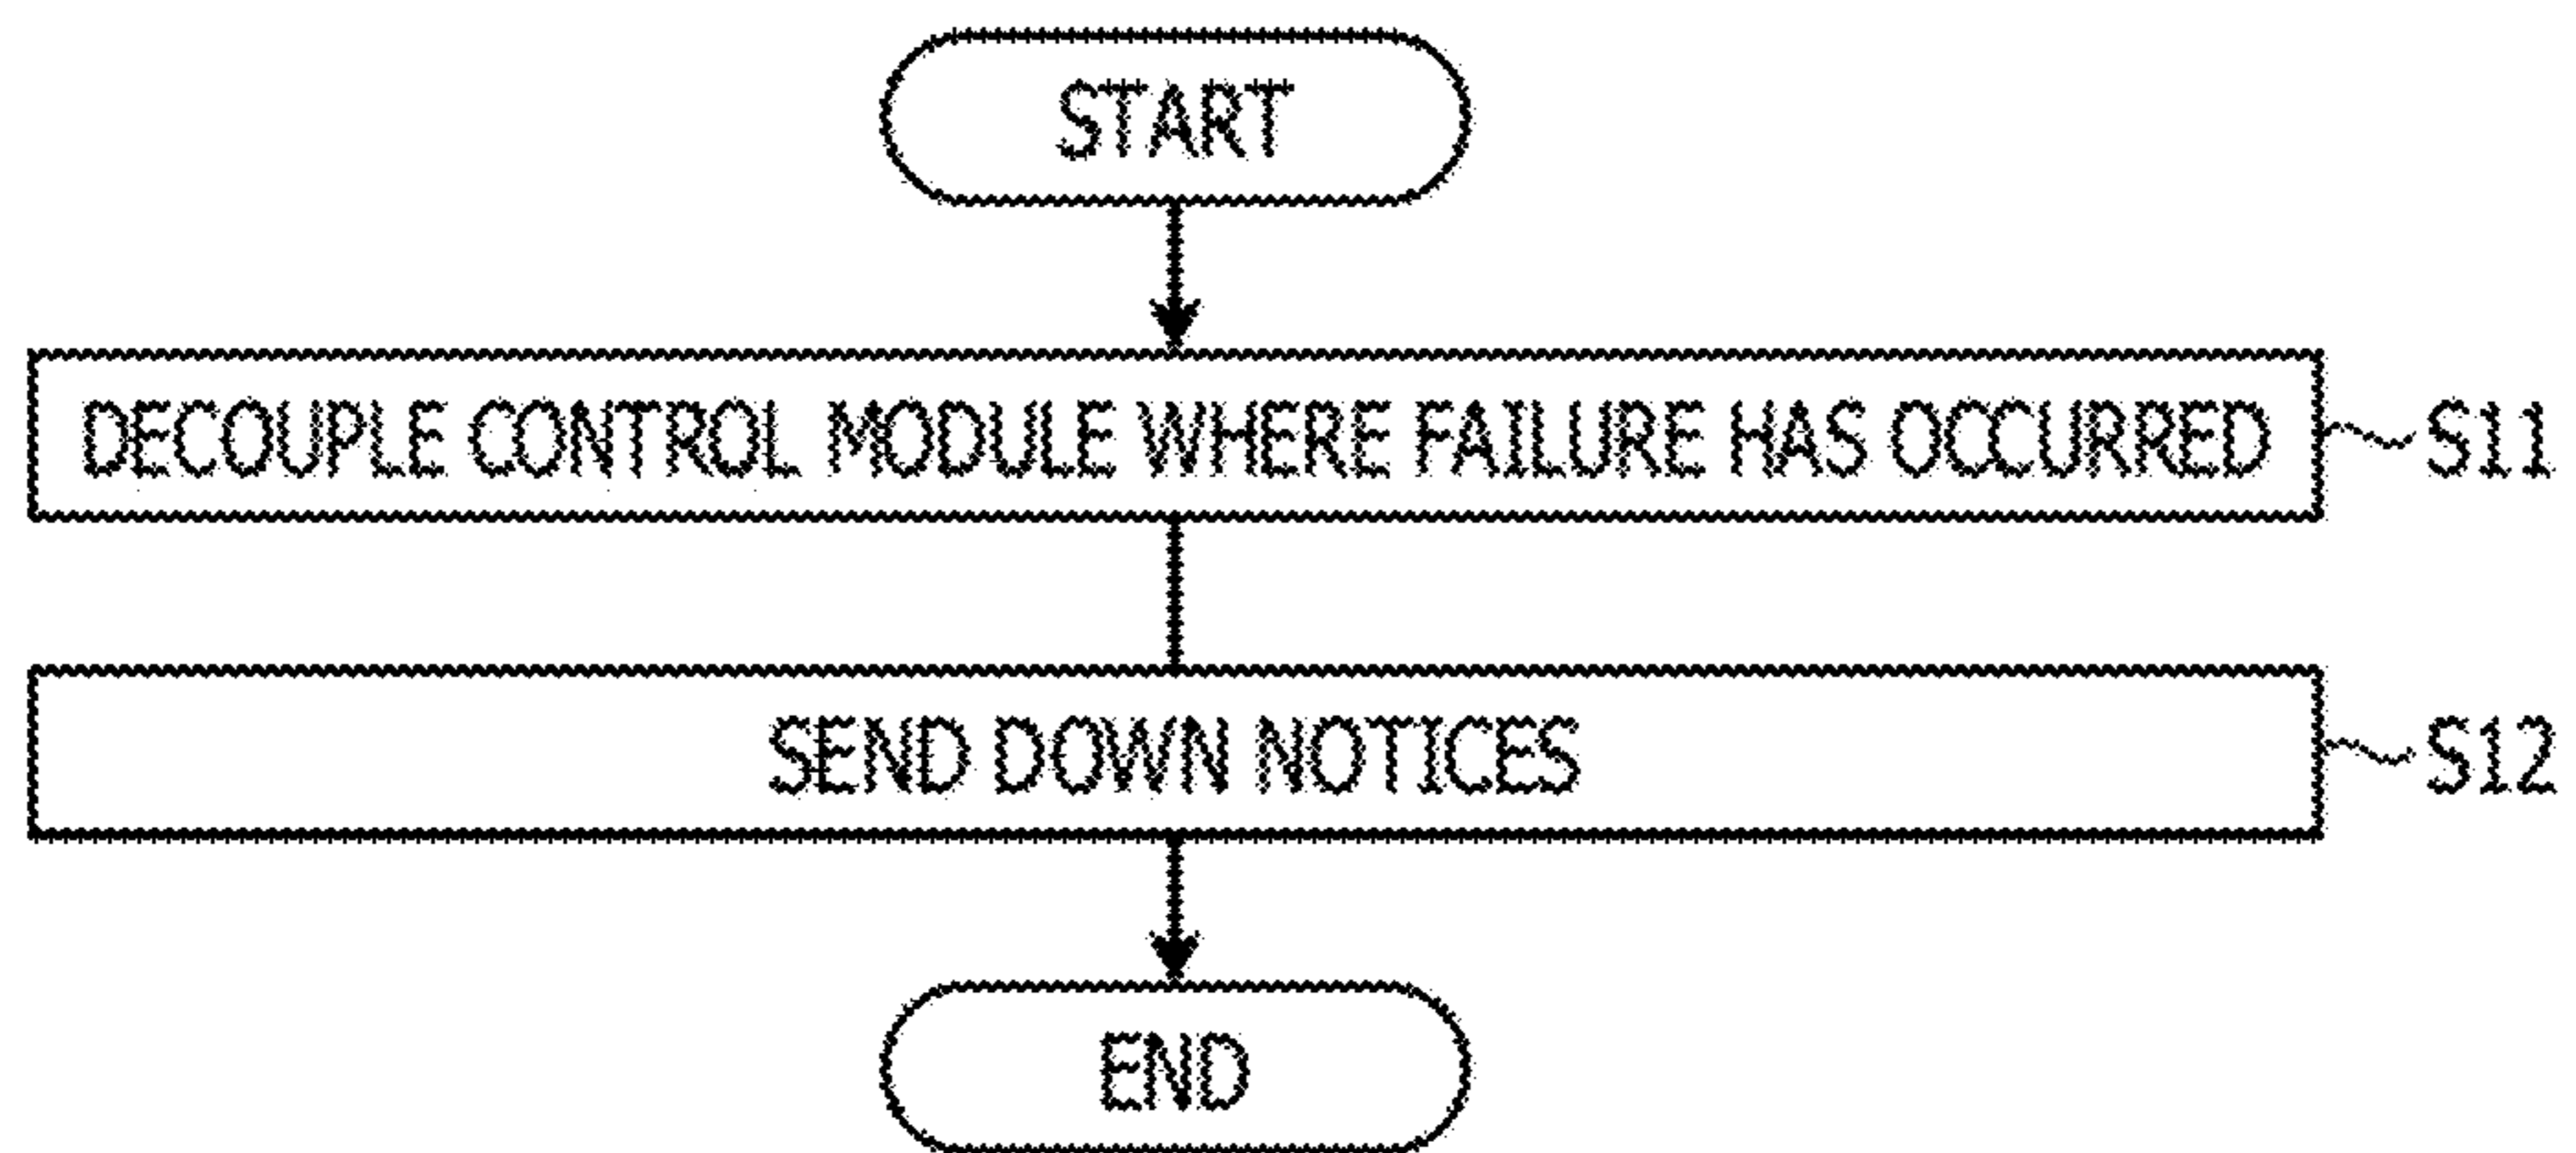 START
DECOUPLE CONTROL MODULE WHERE FAILURE HAS OCCURRED
S11
SEND DOWN NOTICES
S12
END